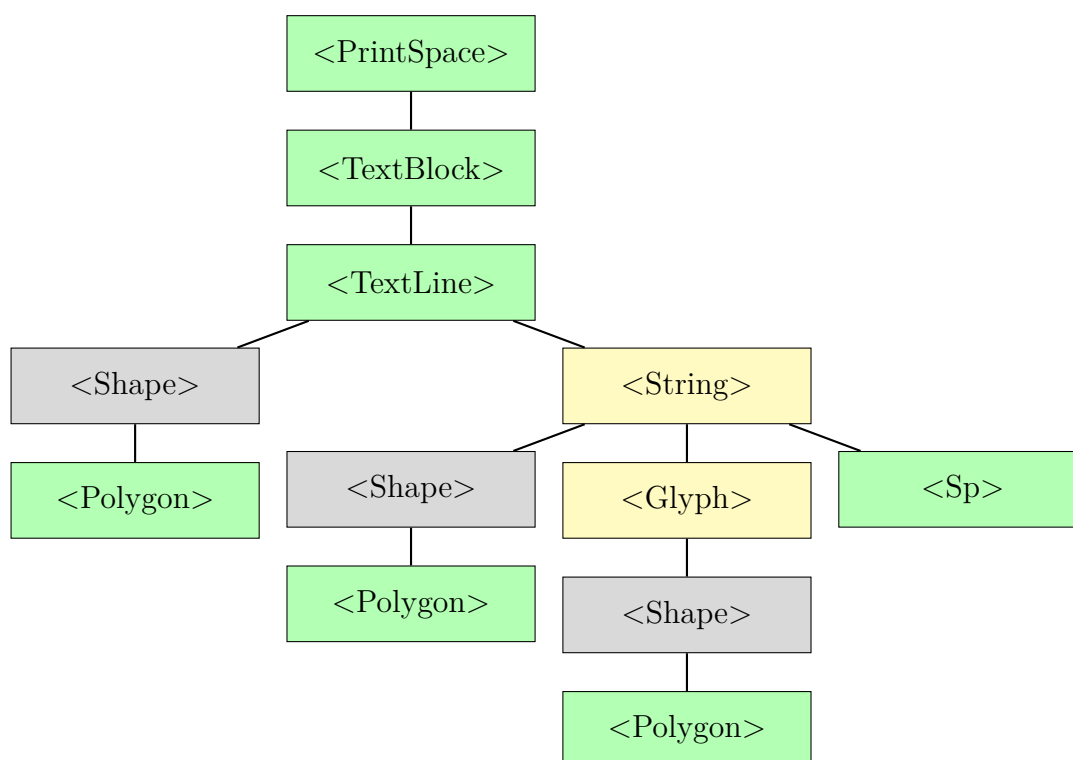 <PrintSpace>
<TextBlock>
<TextLine>
<Shape> <String>
<Polygon> <Shape> <Glyph> <Sp>
<Polygon> <Shape>
<Polygon>